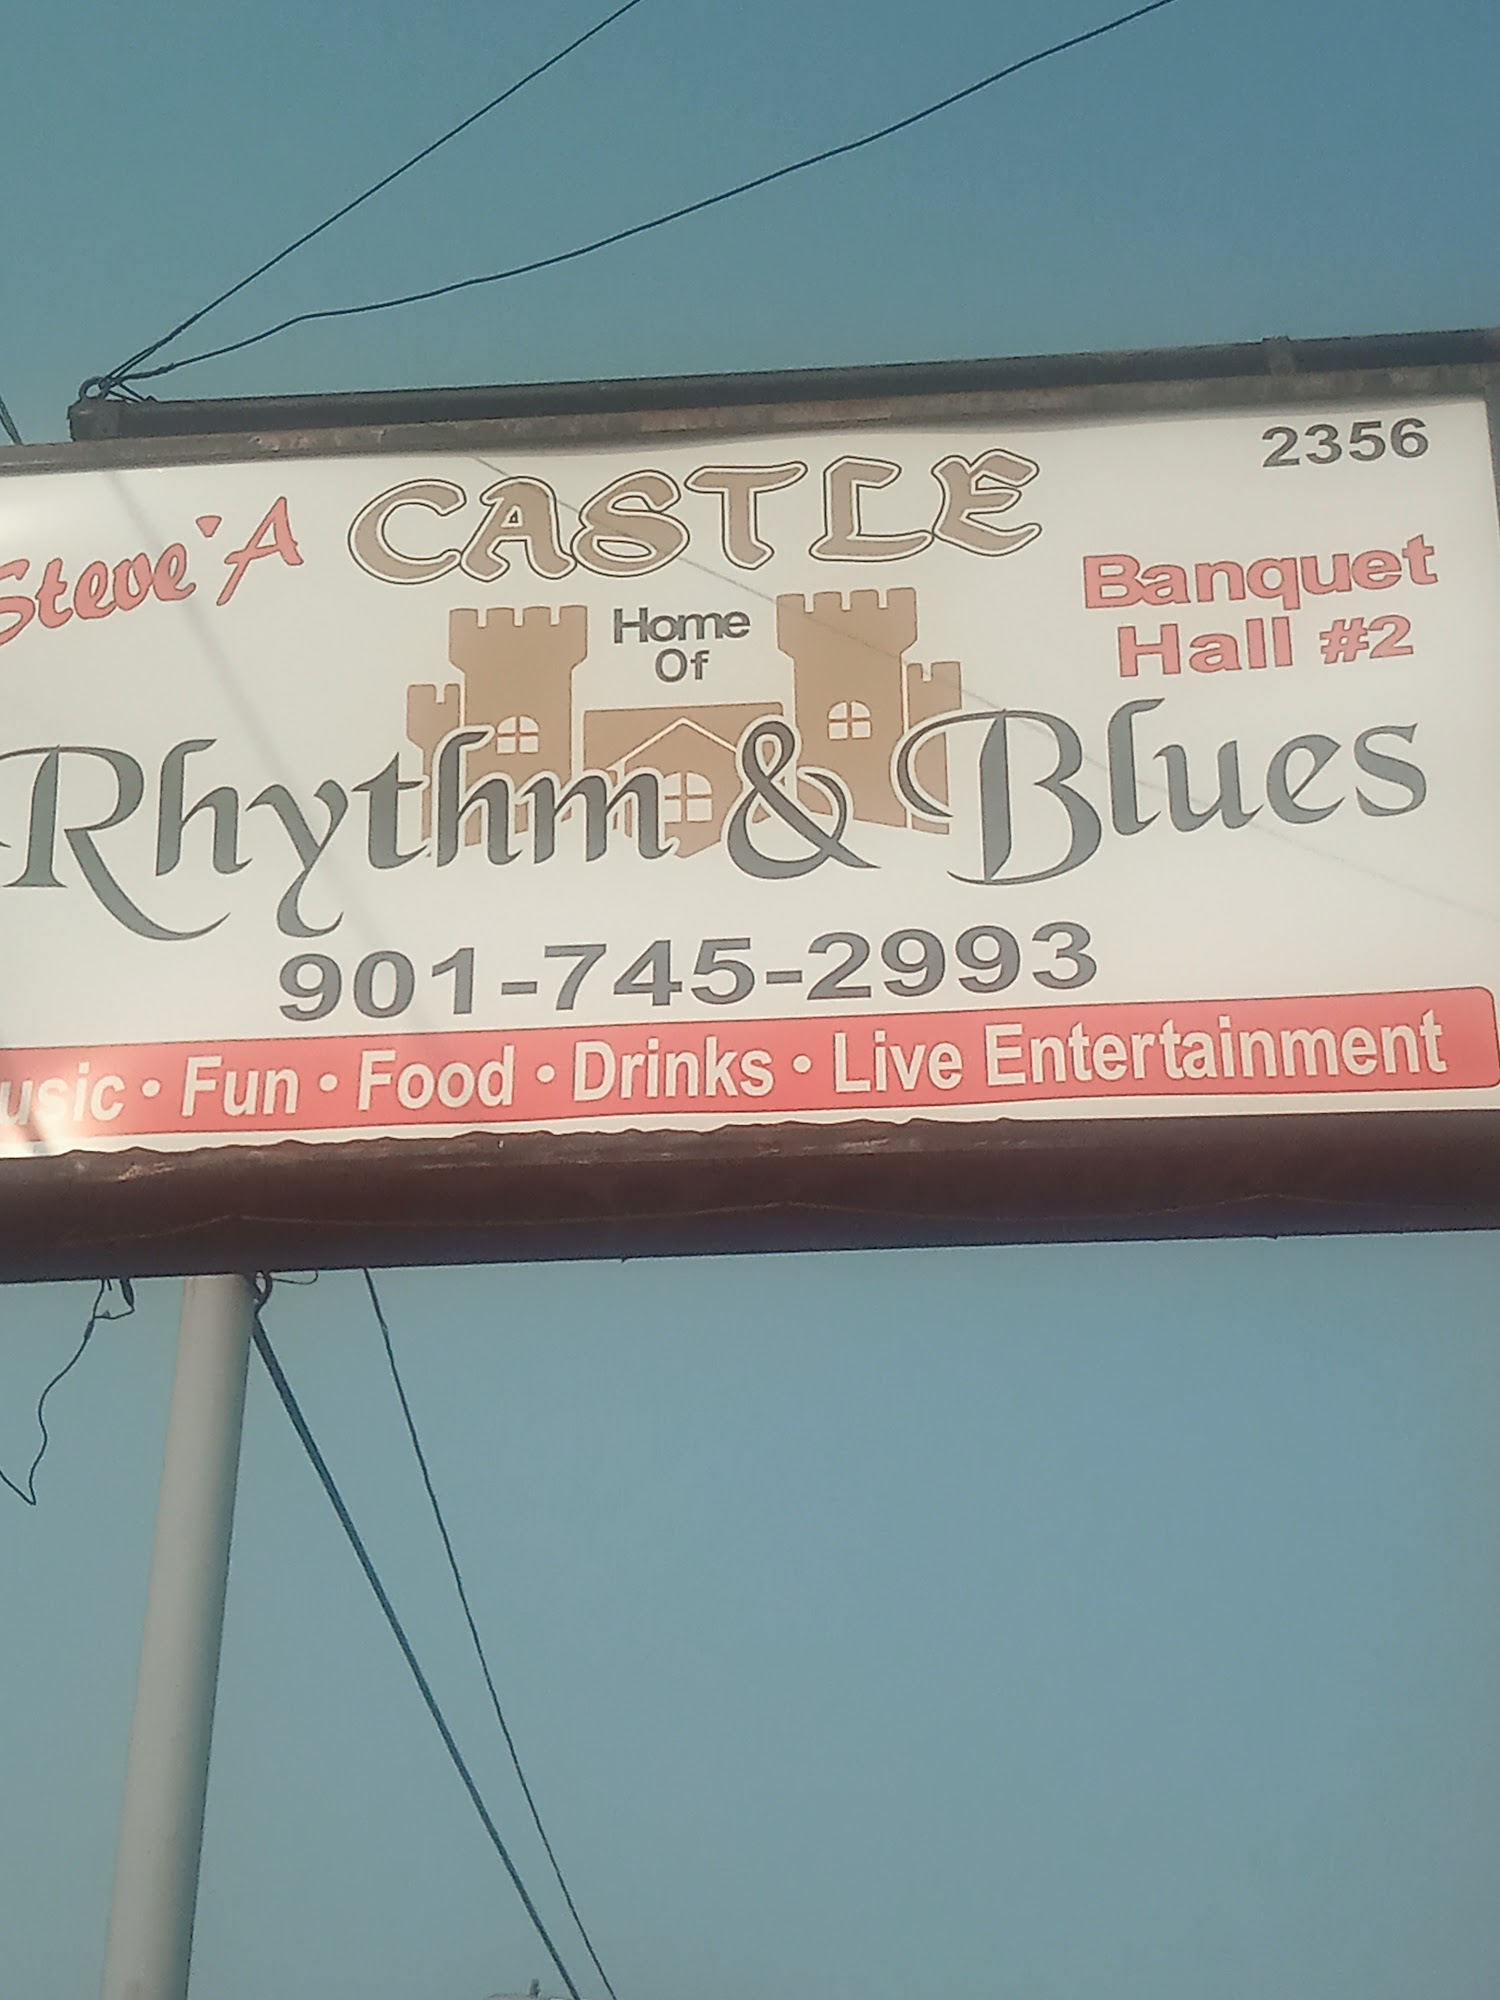 2356
Steve'A CASTLE
Banquet
Hall #2
Home
Of
Rhythm & Blues
901-745-2993
usic • Fun • Food • Drinks • Live Entertainment